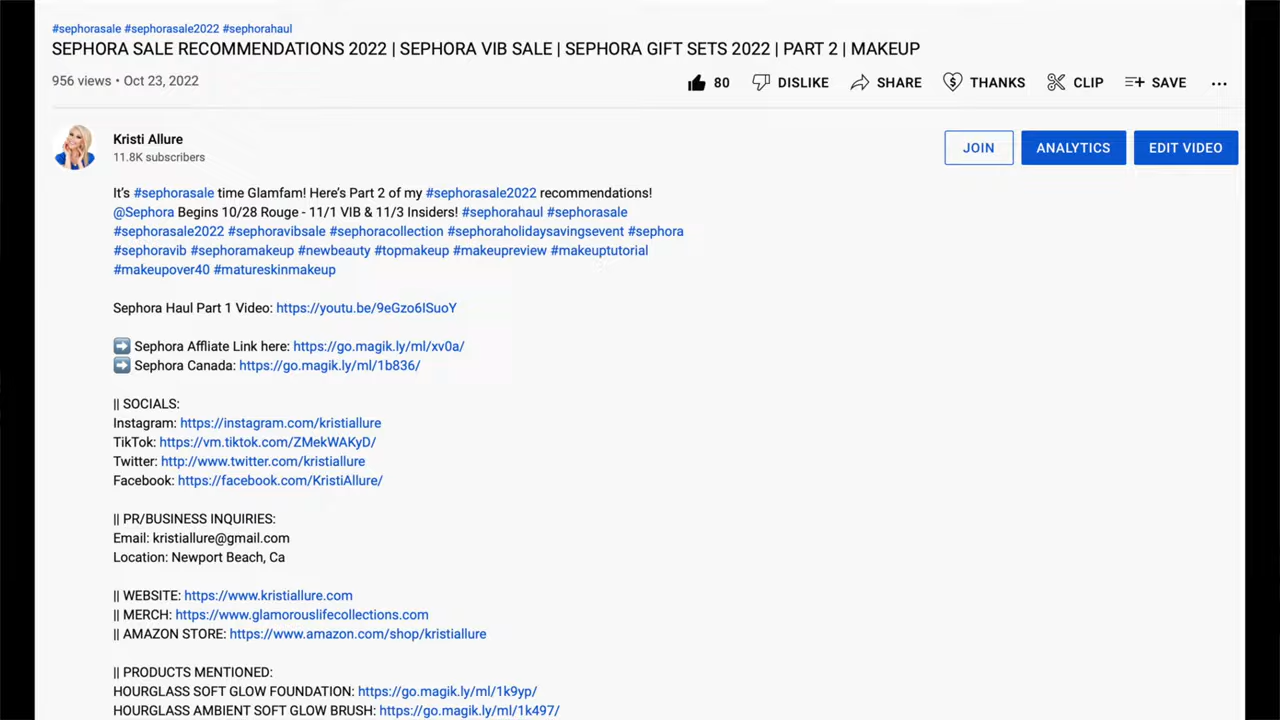 #sephorasale #sephorasale2022 #sephorahaul
SEPHORA SALE RECOMMENDATIONS 2022 | SEPHORA VIB SALE | SEPHORA GIFT SETS 2022 | PART 2 | MAKEUP
956 views • Oct 23, 2022
80 DISLIKE SHARE THANKS CLIP SAVE ...
Kristi Allure
11.8K subscribers
JOIN ANALYTICS EDIT VIDEO
It's #sephorasale time Glamfam! Here's Part 2 of my #sephorasale2022 recommendations!
@Sephora Begins 10/28 Rouge - 11/1 VIB & 11/3 Insiders! #sephorahaul #sephorasale
#sephorasale2022 #sephoravibsale #sephoracollection #sephoraholidaysavingsevent #sephora
#sephoravib #sephoramakeup #newbeauty #topmakeup #makeupreview #makeuptutorial
#makeupover40 #matureskinmakeup
Sephora Haul Part 1 Video: https://youtu.be/9eGzo6ISuoY
➡️ Sephora Affliate Link here: https://go.magik.ly/ml/xv0a/
➡️ Sephora Canada: https://go.magik.ly/ml/1b836/
|| SOCIALS:
Instagram: https://instagram.com/kristiallure
TikTok: https://vm.tiktok.com/ZMekWAKyD/
Twitter: http://www.twitter.com/kristiallure
Facebook: https://facebook.com/KristiAllure/
|| PR/BUSINESS INQUIRIES:
Email: kristiallure@gmail.com
Location: Newport Beach, Ca
|| WEBSITE: https://www.kristiallure.com
|| MERCH: https://www.glamorouslifecollections.com
|| AMAZON STORE: https://www.amazon.com/shop/kristiallure
|| PRODUCTS MENTIONED:
HOURGLASS SOFT GLOW FOUNDATION: https://go.magik.ly/ml/1k9yp/
HOURGLASS AMBIENT SOFT GLOW BRUSH: https://go.magik.ly/ml/1k497/